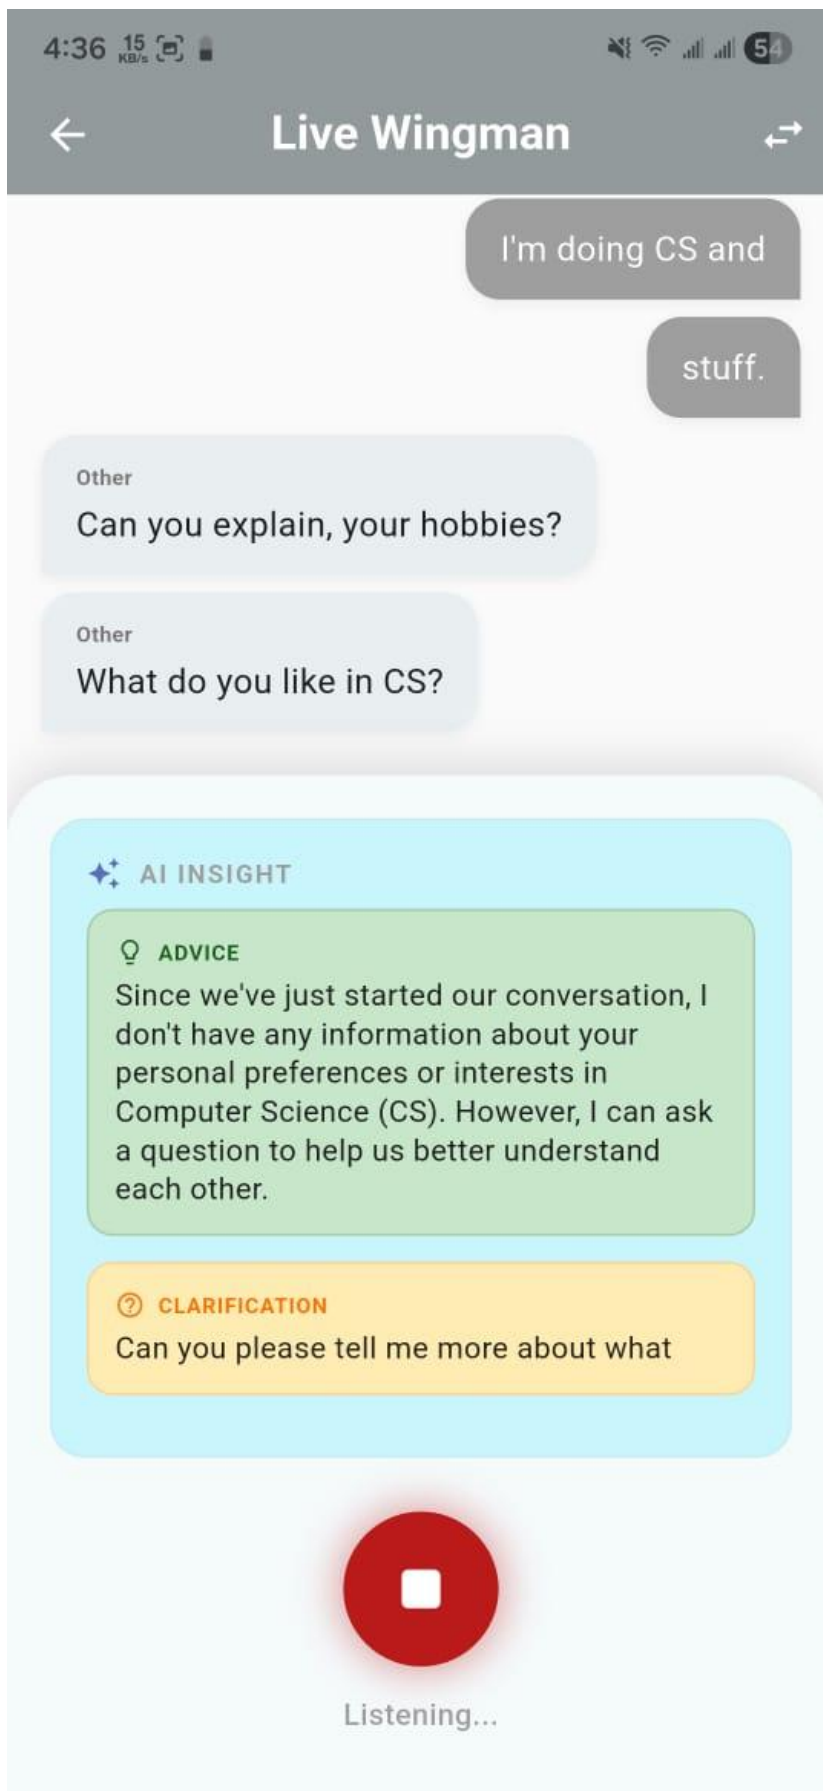 4:36 15 KB/s 54
Live Wingman
I'm doing CS and
stuff.
Other
Can you explain, your hobbies?
Other
What do you like in CS?
AI INSIGHT
ADVICE
Since we've just started our conversation, I
don't have any information about your
personal preferences or interests in
Computer Science (CS). However, I can ask
a question to help us better understand
each other.
CLARIFICATION
Can you please tell me more about what
Listening...